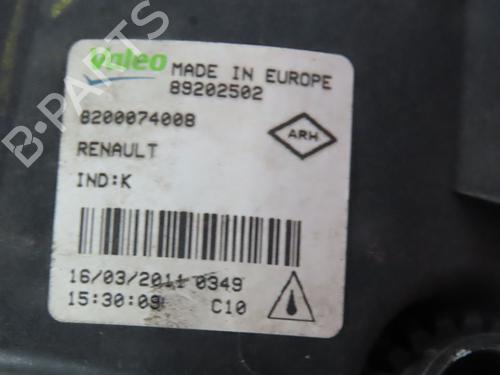 Valeo
MADE IN EUROPE
89202502
8200074008
ARH
RENAULT
IND:K
16/03/2011 0349
15:30:09 C10
B-PARTS